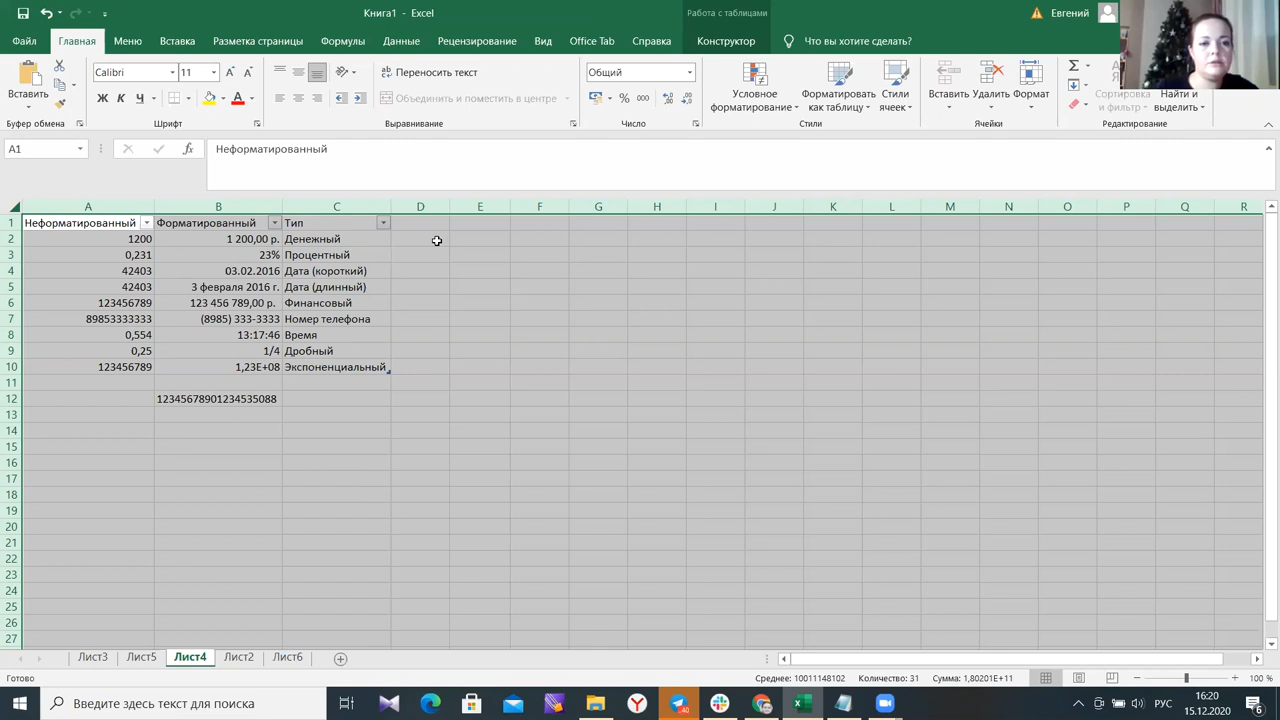 Книга1 - Excel
Работа с таблицами
Евгений
Файл Главная Меню Вставка Разметка страницы Формулы Данные Рецензирование Вид Office Tab Справка Конструктор Что вы хотите сделать?
Вставить
Буфер обмена
Calibri 11
Ж К Ч
Шрифт
Переносить текст
Объединить и поместить в центре
Выравнивание
Общий
% 000
Число
Условное форматирование
Форматировать как таблицу
Стили ячеек
Стили
Вставить Удалить Формат
Ячейки
Сортировка и фильтр
Найти и выделить
Редактирование
A1 fx Неформатированный
A B C D E F G H I J K L M N O P Q R
1 Неформатированный Форматированный Тип
2 1200 1 200,00 р. Денежный
3 0,231 23% Процентный
4 42403 03.02.2016 Дата (короткий)
5 42403 3 февраля 2016 г. Дата (длинный)
6 123456789 123 456 789,00 р. Финансовый
7 89853333333 (8985) 333-3333 Номер телефона
8 0,554 13:17:46 Время
9 0,25 1/4 Дробный
10 123456789 1,23E+08 Экспоненциальный
11
12 12345678901234535088
13
14
15
16
17
18
19
20
21
22
23
24
25
26
27
Лист3 Лист5 Лист4 Лист2 Лист6
Готово Среднее: 10011148102 Количество: 31 Сумма: 1,80201E+11 100 %
Введите здесь текст для поиска
40
РУС
16:20
15.12.2020
6